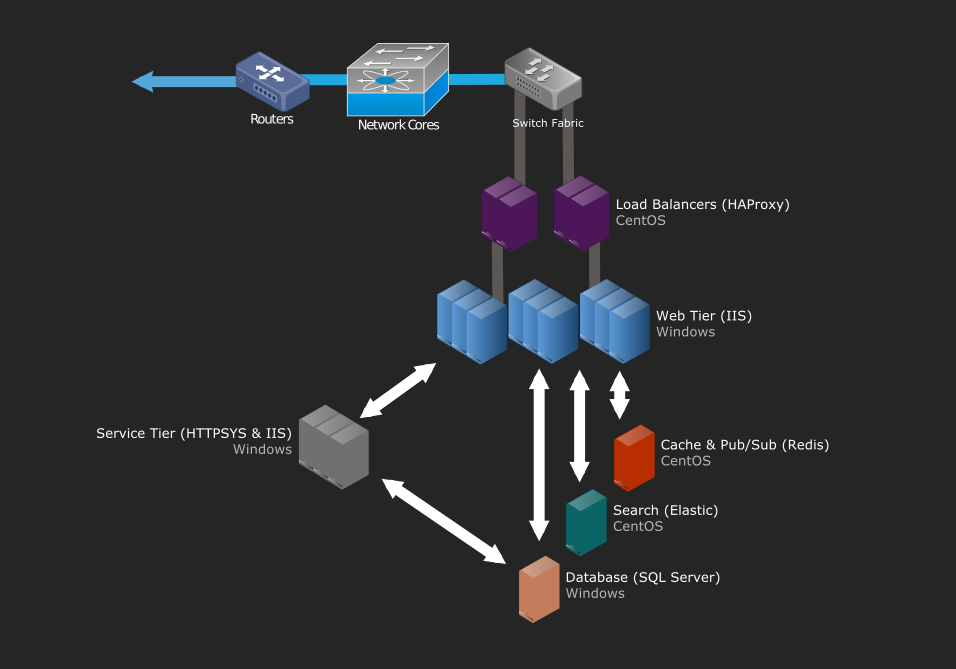 Routers
Network Cores
Switch Fabric
Load Balancers (HAProxy)
CentOS
Web Tier (IIS)
Windows
Service Tier (HTTPSYS & IIS)
Windows
Cache & Pub/Sub (Redis)
CentOS
Search (Elastic)
CentOS
Database (SQL Server)
Windows